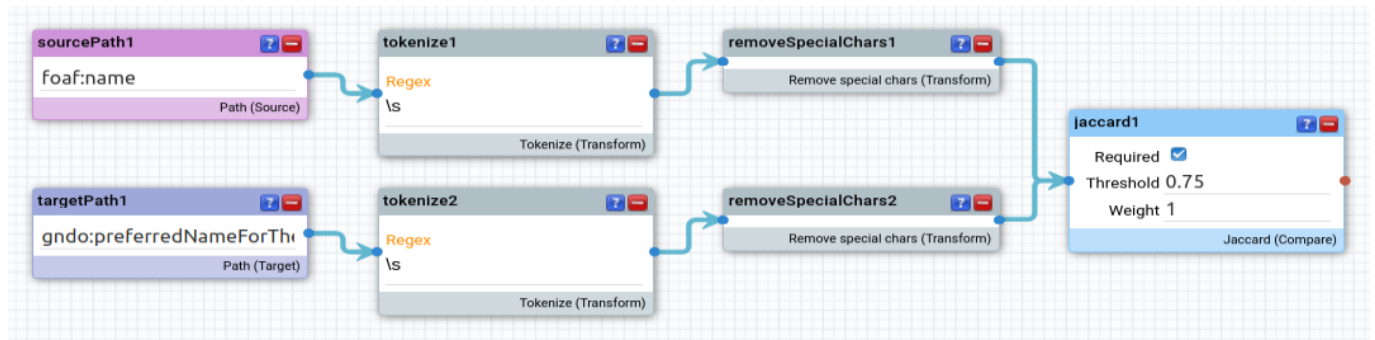 sourcePath1
foaf:name
Path (Source)
tokenize1
Regex
\s
Tokenize (Transform)
removeSpecialChars1
Remove special chars (Transform)
targetPath1
gndo:preferredNameForThe
Path (Target)
tokenize2
Regex
\s
Tokenize (Transform)
removeSpecialChars2
Remove special chars (Transform)
jaccard1
Required
Threshold 0.75
Weight 1
Jaccard (Compare)